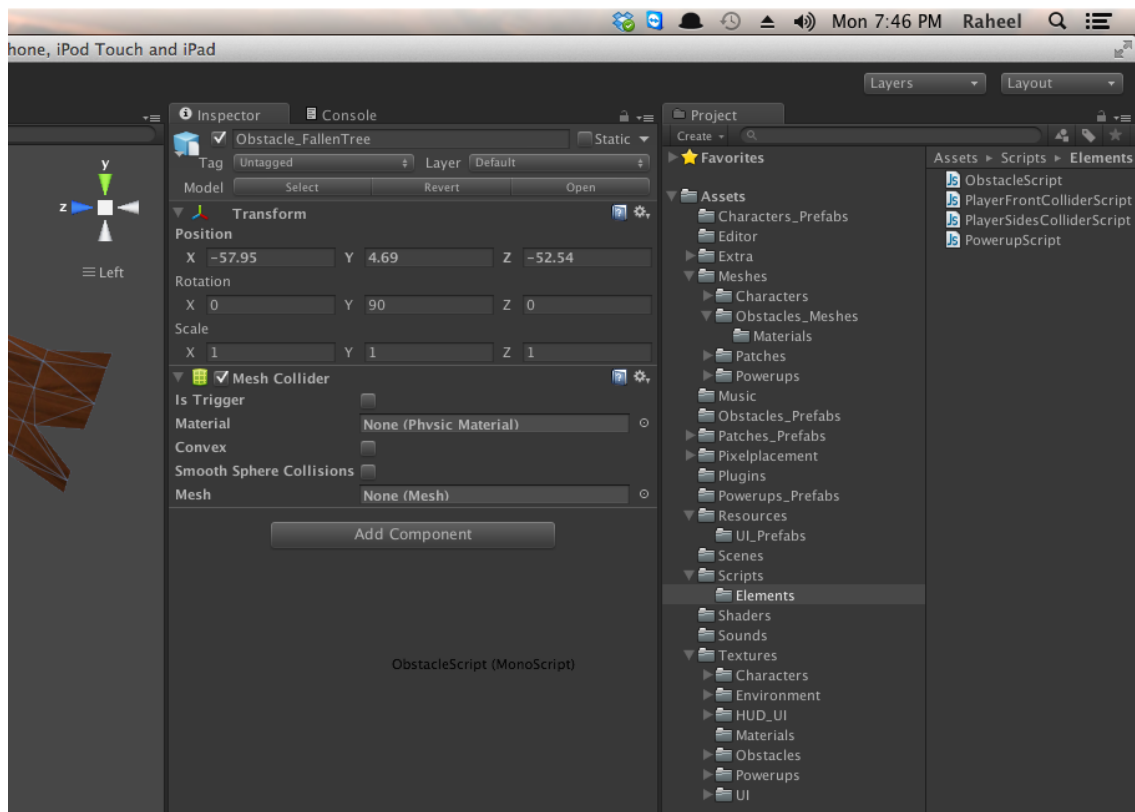 Mon 7:46 PM Raheel
hone, iPod Touch and iPad
Layers Layout
Inspector Console
Obstacle_FallenTree Static
Tag Untagged Layer Default
Model Select Revert Open
Transform
Position
X -57.95 Y 4.69 Z -52.54
Rotation
X 0 Y 90 Z 0
Scale
X 1 Y 1 Z 1
Mesh Collider
Is Trigger
Material None (Physic Material)
Convex
Smooth Sphere Collisions
Mesh None (Mesh)
Add Component
ObstacleScript (MonoScript)
y
z
Left
Project
Create
Favorites
Assets
Characters_Prefabs
Editor
Extra
Meshes
Characters
Obstacles_Meshes
Materials
Patches
Powerups
Music
Obstacles_Prefabs
Patches_Prefabs
Pixelplacement
Plugins
Powerups_Prefabs
Resources
UI_Prefabs
Scenes
Scripts
Elements
Shaders
Sounds
Textures
Characters
Environment
HUD_UI
Materials
Obstacles
Powerups
UI
Assets Scripts Elements
Js ObstacleScript
Js PlayerFrontColliderScript
Js PlayerSidesColliderScript
Js PowerupScript